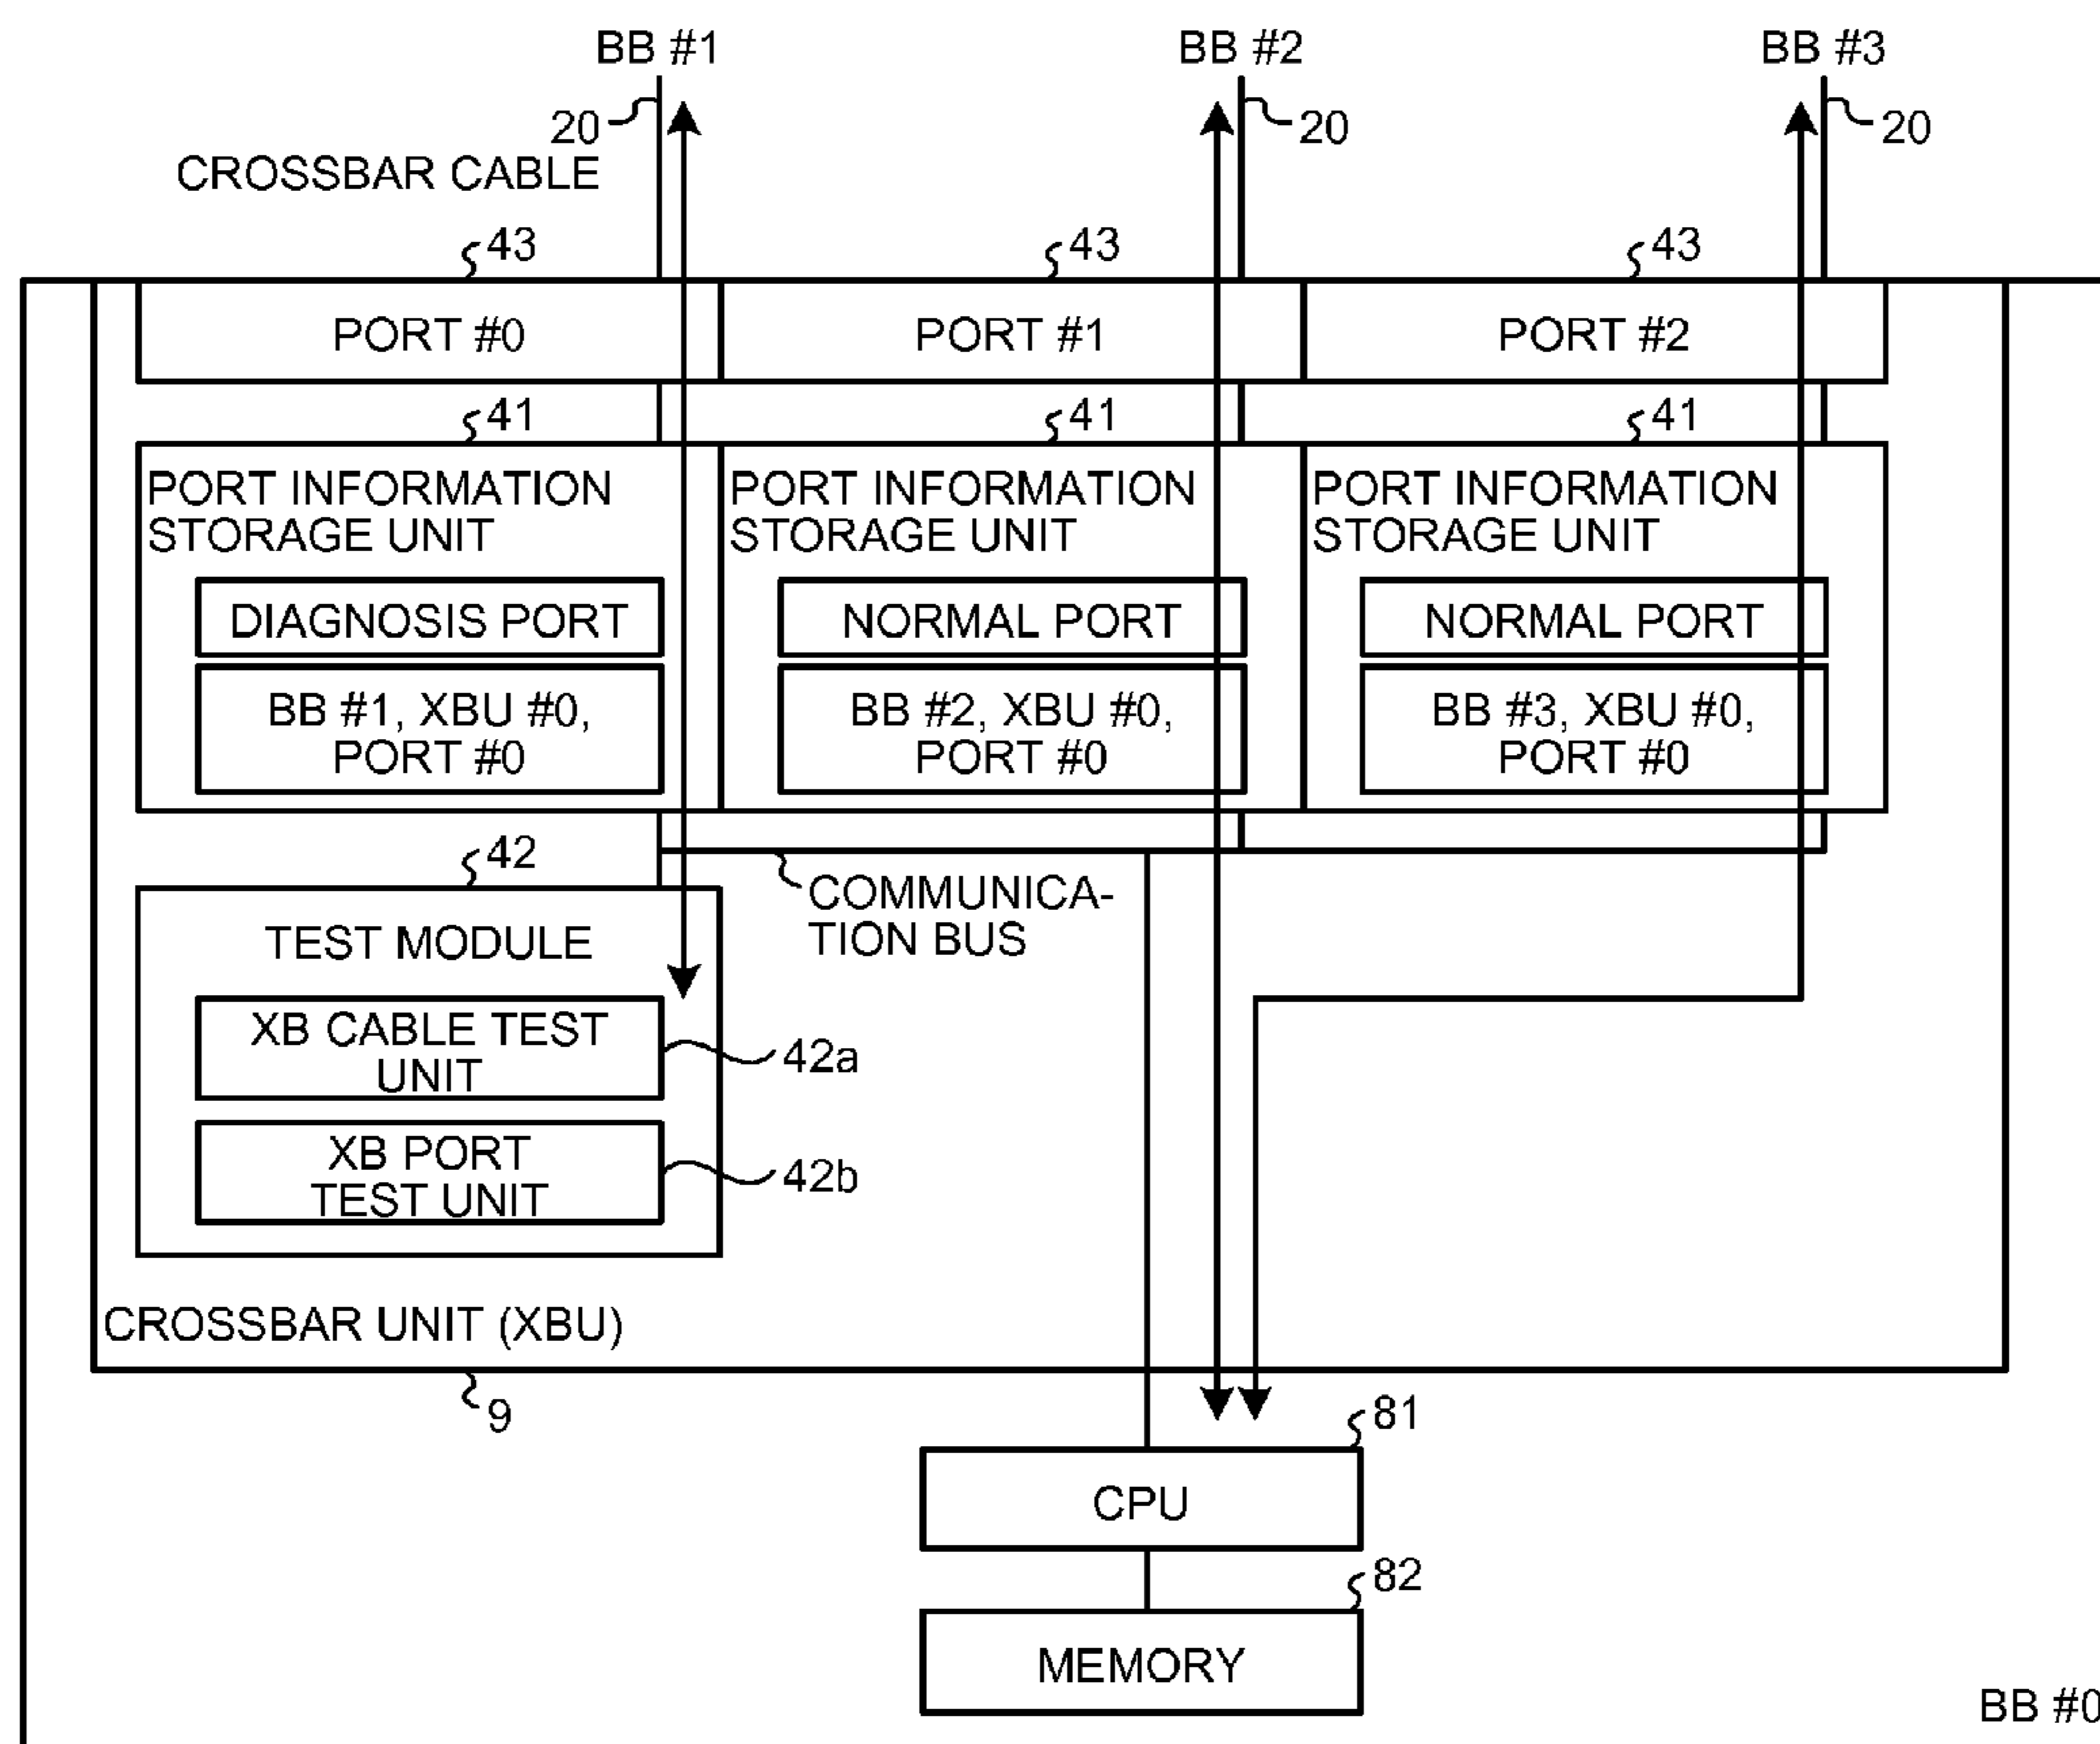 BB #1
BB #2
BB #3
20
20
20
CROSSBAR CABLE
43
43
43
PORT #0
PORT #1
PORT #2
41
41
41
PORT INFORMATION
STORAGE UNIT
PORT INFORMATION
STORAGE UNIT
PORT INFORMATION
STORAGE UNIT
DIAGNOSIS PORT
NORMAL PORT
NORMAL PORT
BB #1, XBU #0,
PORT #0
BB #2, XBU #0,
PORT #0
BB #3, XBU #0,
PORT #0
42
COMMUNICA-
TION BUS
TEST MODULE
XB CABLE TEST
UNIT
42a
XB PORT
TEST UNIT
42b
CROSSBAR UNIT (XBU)
9
81
CPU
82
MEMORY
BB #0